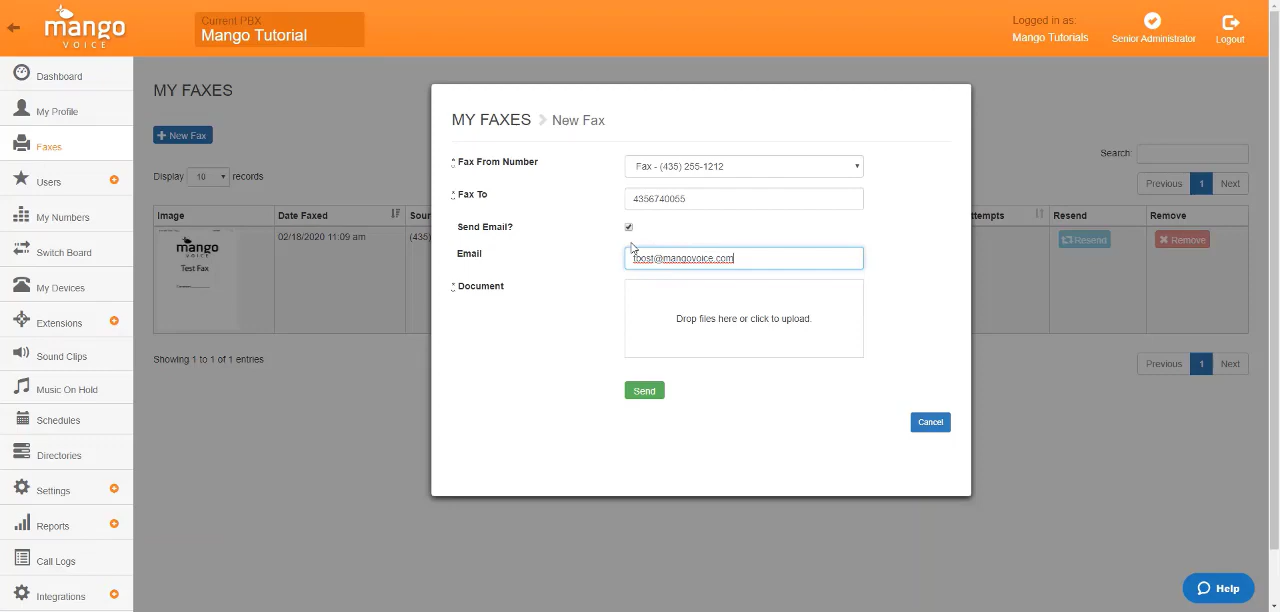 mango
VOICE
Current PBX
Mango Tutorial
Logged in as:
Mango Tutorials
Senior Administrator
Logout
Dashboard
My Profile
Faxes
Users
My Numbers
Switch Board
My Devices
Extensions
Sound Clips
Music On Hold
Schedules
Directories
Settings
Reports
Call Logs
Integrations
MY FAXES
+ New Fax
Display 10 records
Search:
Previous 1 Next
Image Date Faxed
ttempts Resend Remove
mango
Test Fax
02/18/2020 11:09 am (435)
Resend
Remove
Showing 1 to 1 of 1 entries
Previous 1 Next
MY FAXES > New Fax
* Fax From Number
Fax - (435) 255-1212
* Fax To
4356740055
Send Email?
Email
@mangovoice.com
* Document
Drop files here or click to upload.
Send
Cancel
Help